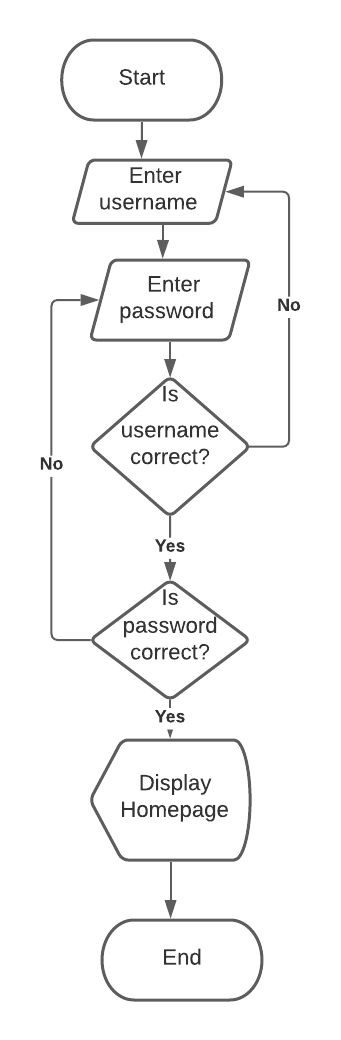 Start
Enter
username
Enter
password
No
Is
username
correct?
No
Yes
Is
password
correct?
Yes
Display
Homepage
End